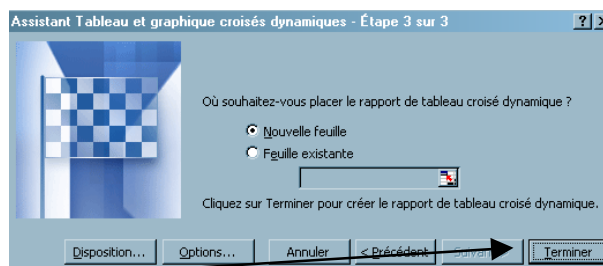 Assistant Tableau et graphique croisés dynamiques - Étape 3 sur 3
Où souhaitez-vous placer le rapport de tableau croisé dynamique ?
Nouvelle feuille
Feuille existante
Cliquez sur Terminer pour créer le rapport de tableau croisé dynamique.
Disposition... Options... Annuler < Précédent Suivant > Terminer